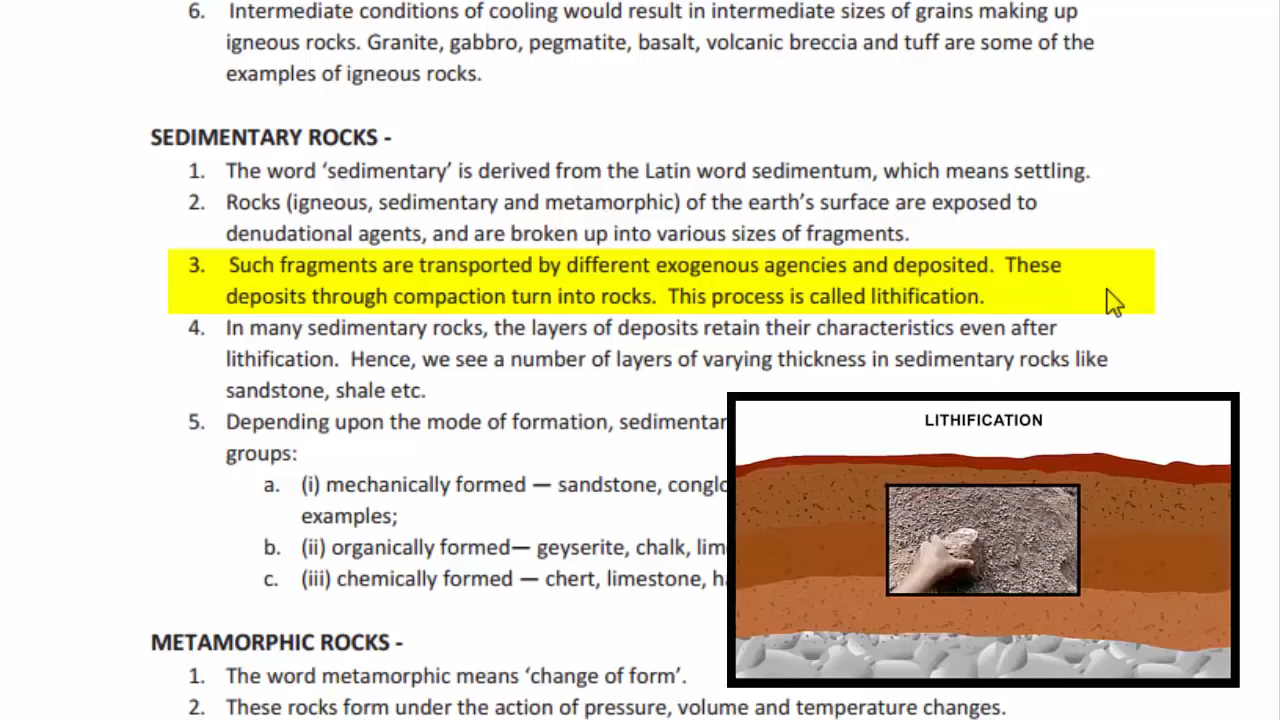 6. Intermediate conditions of cooling would result in intermediate sizes of grains making up
igneous rocks. Granite, gabbro, pegmatite, basalt, volcanic breccia and tuff are some of the
examples of igneous rocks.
SEDIMENTARY ROCKS -
1. The word ‘sedimentary’ is derived from the Latin word sedimentum, which means settling.
2. Rocks (igneous, sedimentary and metamorphic) of the earth’s surface are exposed to
denudational agents, and are broken up into various sizes of fragments.
3. Such fragments are transported by different exogenous agencies and deposited. These
deposits through compaction turn into rocks. This process is called lithification.
4. In many sedimentary rocks, the layers of deposits retain their characteristics even after
lithification. Hence, we see a number of layers of varying thickness in sedimentary rocks like
sandstone, shale etc.
5. Depending upon the mode of formation,
groups:
a. (i) mechanically formed — sandstone,
examples;
b. (ii) organically formed— geyserite, chalk,
c. (iii) chemically formed — chert, limestone,
LITHIFICATION
METAMORPHIC ROCKS -
1. The word metamorphic means ‘change of form’.
2. These rocks form under the action of pressure, volume and temperature changes.